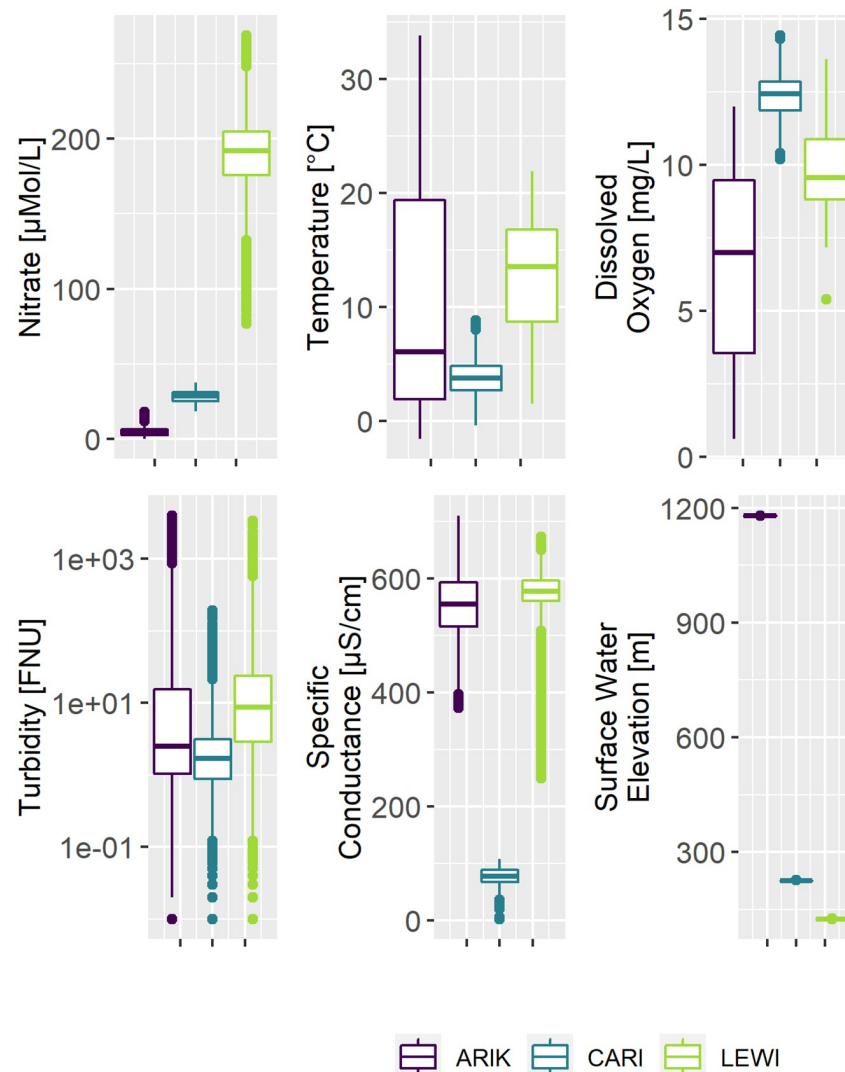 Nitrate [µMol/L]
200
100
0
Temperature [°C]
30
20
10
0
Dissolved
Oxygen [mg/L]
15
10
5
0
Turbidity [FNU]
1e+03
1e+01
1e-01
Specific
Conductance [µS/cm]
600
400
200
0
Surface Water
Elevation [m]
1200
900
600
300
ARIK CARI LEWI